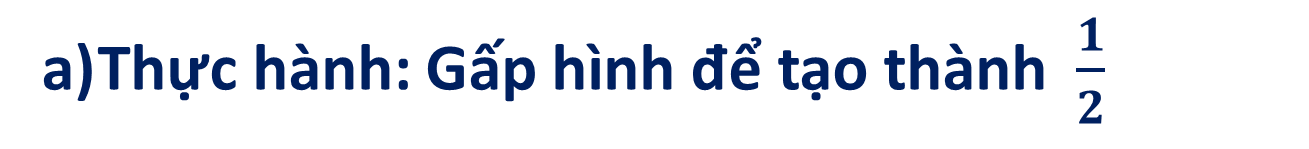 a)Thực hành: Gấp hình để tạo thành 1/2